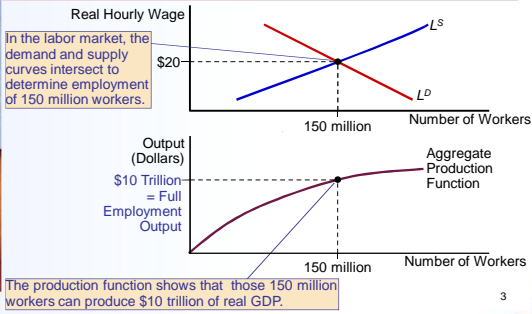 Real Hourly Wage
In the labor market, the
demand and supply
curves intersect to
determine employment
of 150 million workers.
$20
L^S
L^D
150 million
Number of Workers
Output
(Dollars)
$10 Trillion
= Full
Employment
Output
Aggregate
Production
Function
150 million
Number of Workers
The production function shows that those 150 million
workers can produce $10 trillion of real GDP.
3